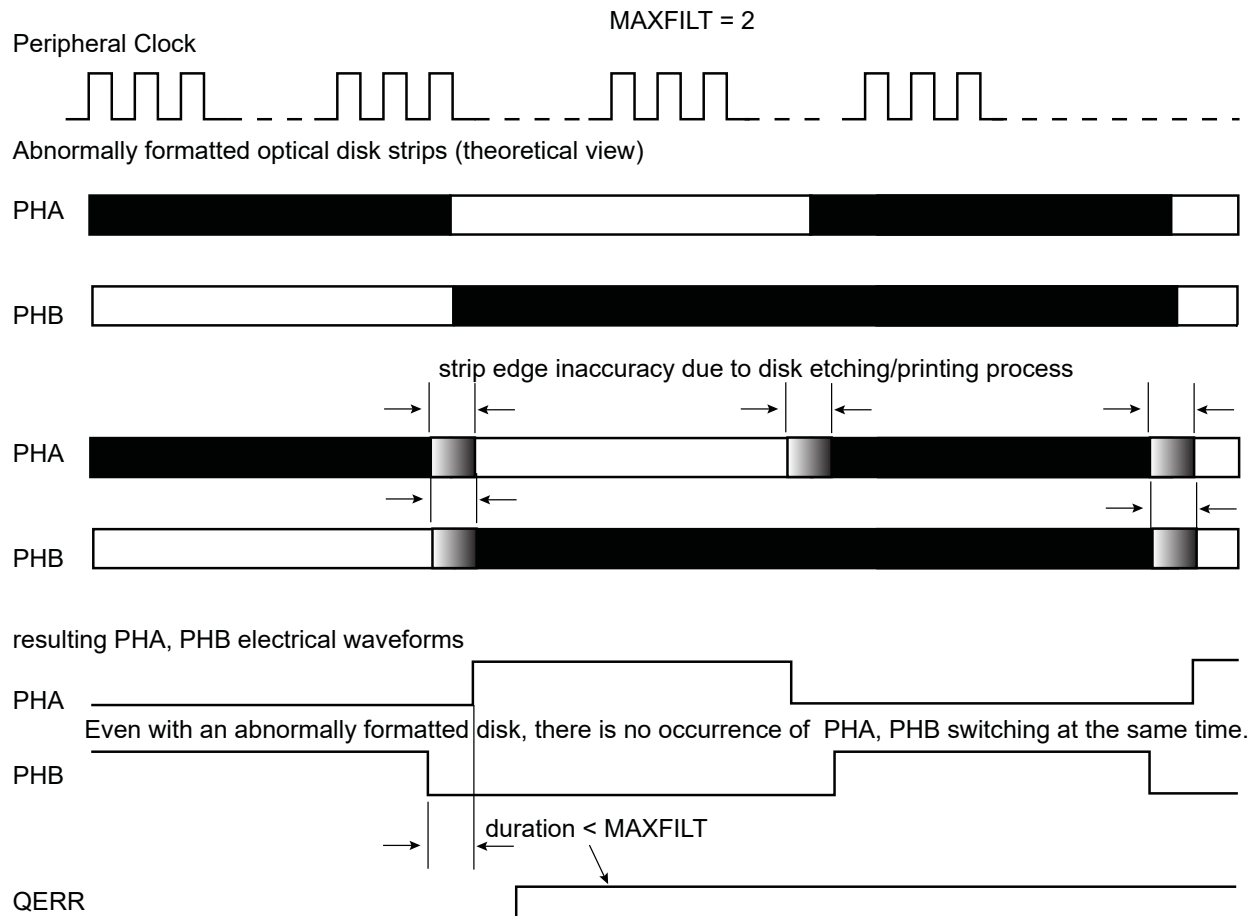 MAXFILT = 2
Peripheral Clock
Abnormally formatted optical disk strips (theoretical view)
PHA
PHB
strip edge inaccuracy due to disk etching/printing process
PHA
PHB
resulting PHA, PHB electrical waveforms
PHA
Even with an abnormally formatted disk, there is no occurrence of PHA, PHB switching at the same time.
PHB
duration < MAXFILT
QERR